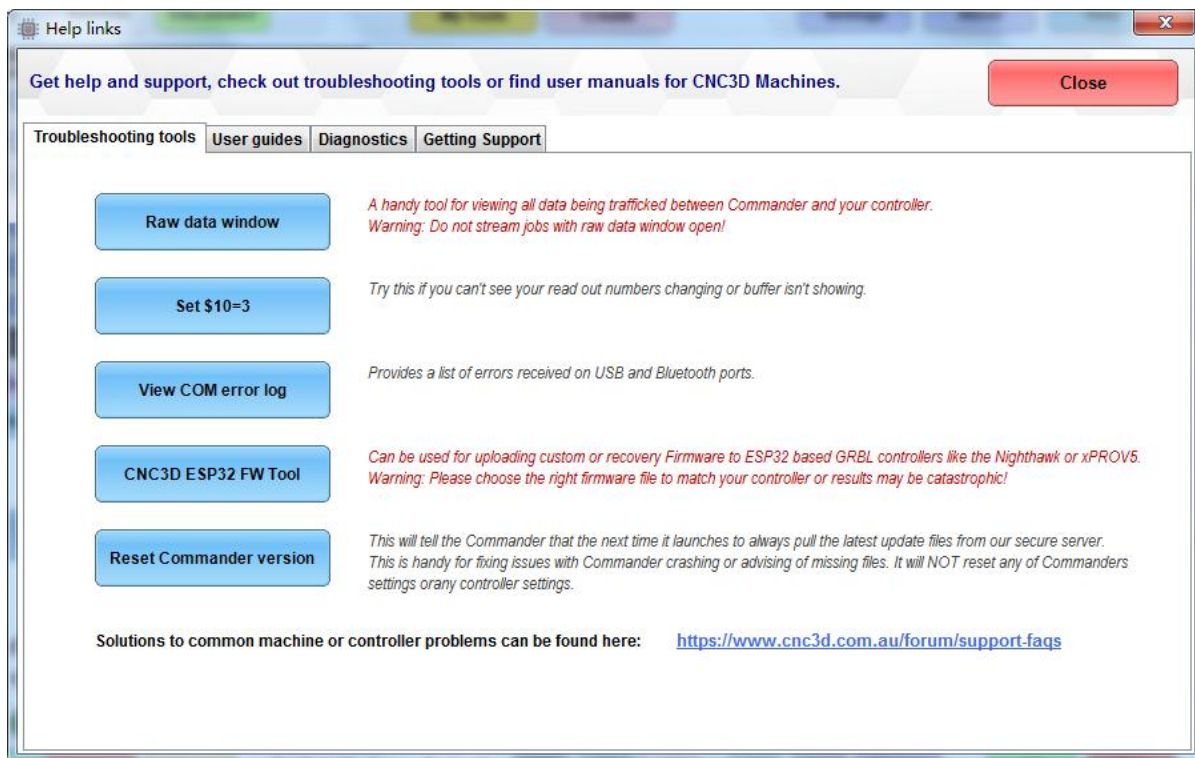 Help links
X
Get help and support, check out troubleshooting tools or find user manuals for CNC3D Machines.
Close
Troubleshooting tools
User guides
Diagnostics
Getting Support
Raw data window
A handy tool for viewing all data being trafficked between Commander and your controller.
Warning: Do not stream jobs with raw data window open!
Set $10=3
Try this if you can't see your read out numbers changing or buffer isn't showing.
View COM error log
Provides a list of errors received on USB and Bluetooth ports.
CNC3D ESP32 FW Tool
Can be used for uploading custom or recovery Firmware to ESP32 based GRBL controllers like the Nighthawk or xPROV5.
Warning: Please choose the right firmware file to match your controller or results may be catastrophic!
Reset Commander version
This will tell the Commander that the next time it launches to always pull the latest update files from our secure server.
This is handy for fixing issues with Commander crashing or advising of missing files. It will NOT reset any of Commanders
settings orany controller settings.
Solutions to common machine or controller problems can be found here: https://www.cnc3d.com.au/forum/support-faqs